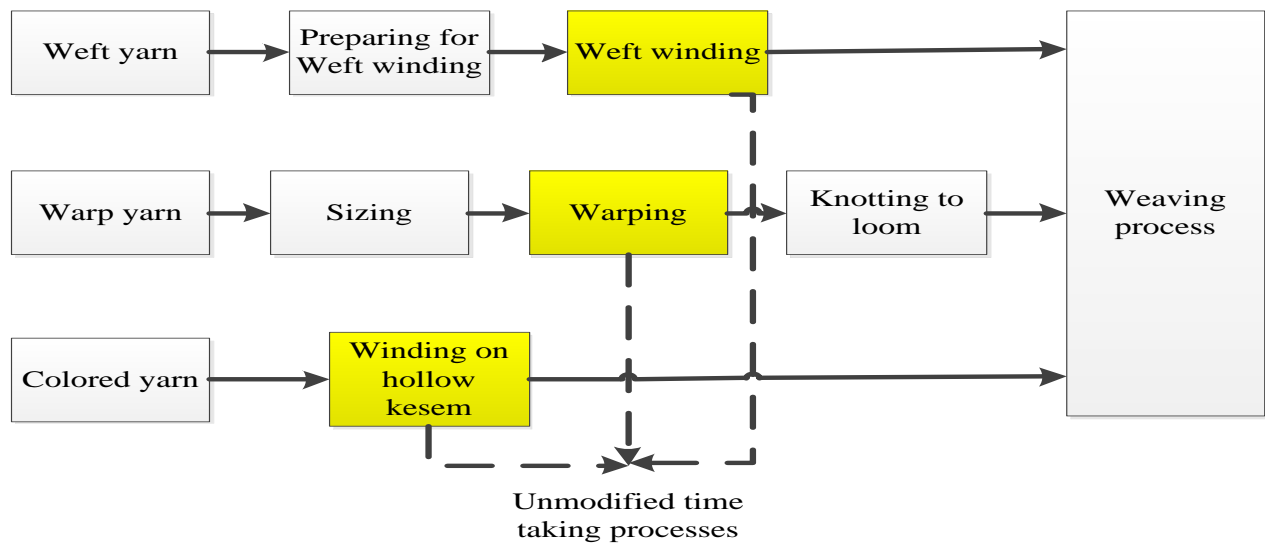 Weft yarn
Preparing for
Weft winding
Weft winding
Warp yarn
Sizing
Warping
Knotting to
loom
Weaving
process
Colored yarn
Winding on
hollow
kesem
Unmodified time
taking processes